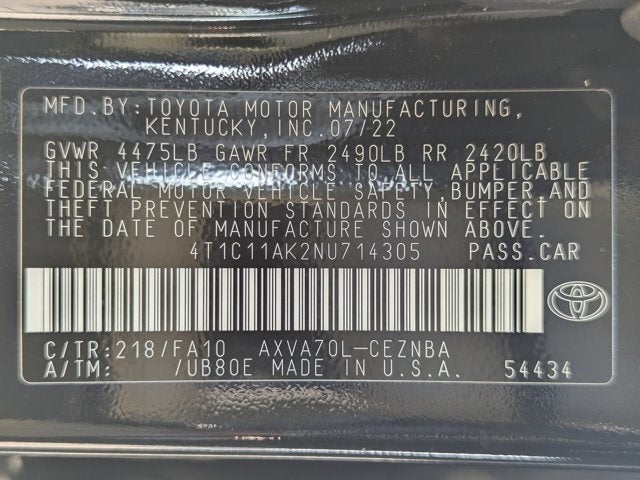 MFD.BY:TOYOTA MOTOR MANUFACTURING,
KENTUCKY,INC.07/22
GVWR 4475LB GAWR FR 2490LB RR 2420LB
THIS VEHICLE CONFORMS TO ALL APPLICABLE
FEDERAL MOTOR VEHICLE SAFETY,BUMPER,AND
THEFT PREVENTION STANDARDS IN EFFECT ON
THE DATE OF MANUFACTURE SHOWN ABOVE.
4T1C11AK2NU714305 PASS.CAR
C/TR:218/FA10 AXVA70L-CEZNBA
A/TM: /UB80E MADE IN U.S.A. 54434